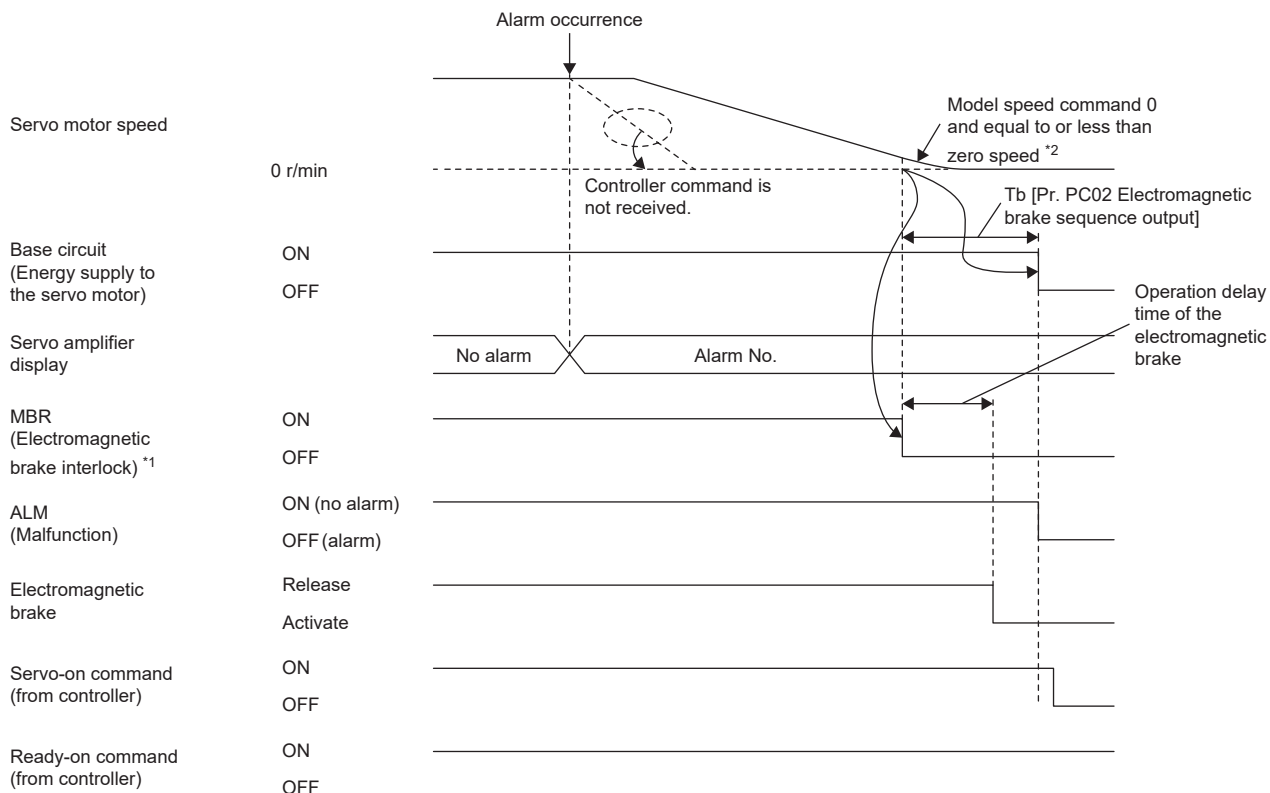 Alarm occurrence
Servo motor speed
0 r/min
Model speed command 0
and equal to or less than
zero speed *2
Controller command is
not received.
Tb [Pr. PC02 Electromagnetic
brake sequence output]
Base circuit
(Energy supply to
the servo motor)
ON
OFF
Operation delay
time of the
electromagnetic
brake
Servo amplifier
display
No alarm
Alarm No.
MBR
(Electromagnetic
brake interlock) *1
ON
OFF
ALM
(Malfunction)
ON (no alarm)
OFF (alarm)
Electromagnetic
brake
Release
Activate
Servo-on command
(from controller)
ON
OFF
Ready-on command
(from controller)
ON
OFF